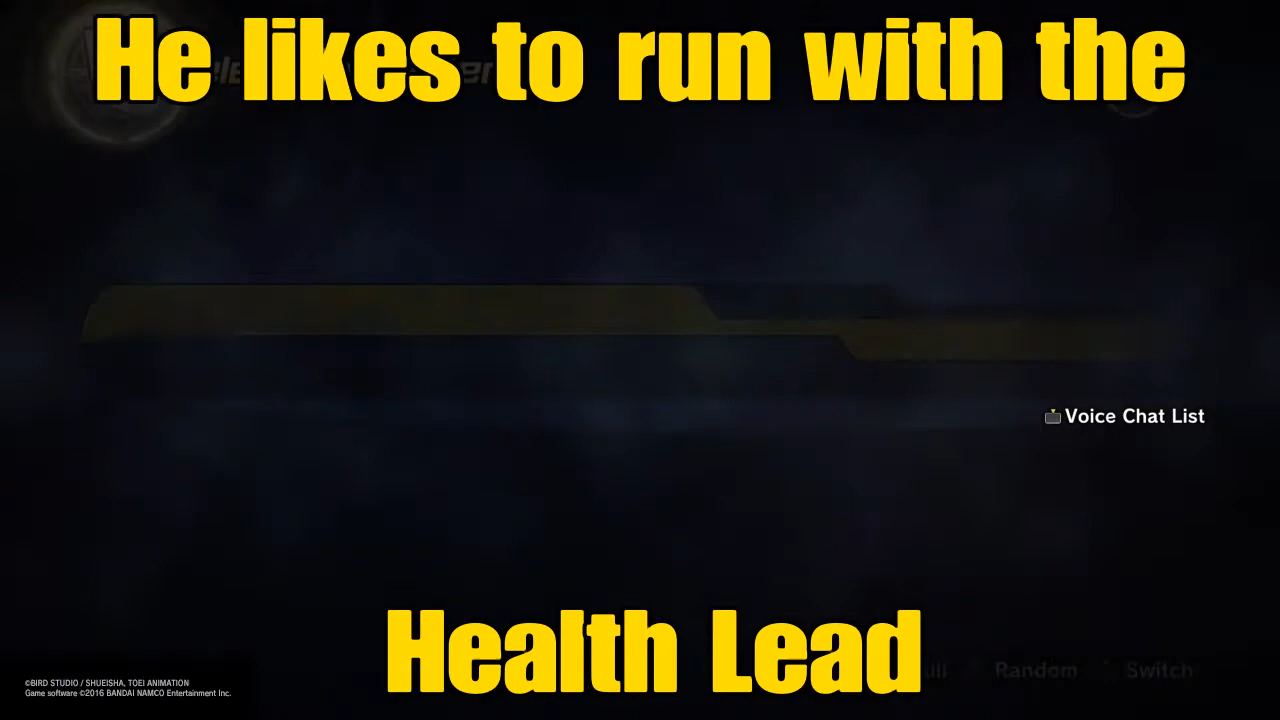 He likes to run with the
Voice Chat List
Health Lead
Random
Switch
©BIRD STUDIO / SHUEISHA, TOEI ANIMATION
Game software ©2016 BANDAI NAMCO Entertainment Inc.